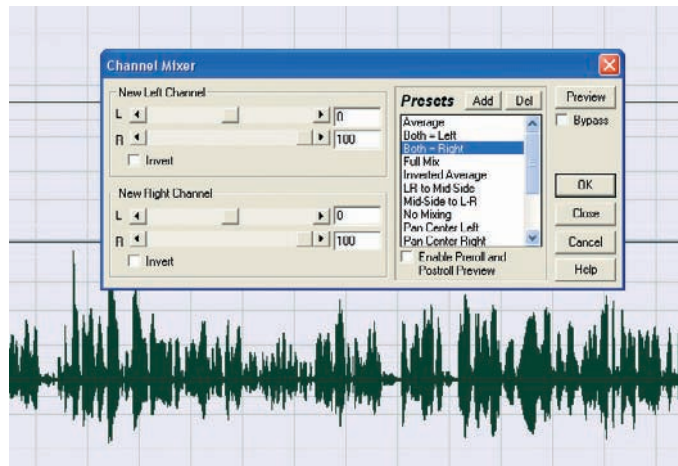 Channel Mixer
New Left Channel
L 0
R 100
Invert
New Right Channel
L 0
R 100
Invert
Presets Add Del
Average
Both = Left
Both = Right
Full Mix
Inverted Average
LR to Mid Side
Mid-Side to L-R
No Mixing
Pan Center Left
Pan Center Right
Enable Preroll and
Postroll Preview
Preview
Bypass
OK
Close
Cancel
Help